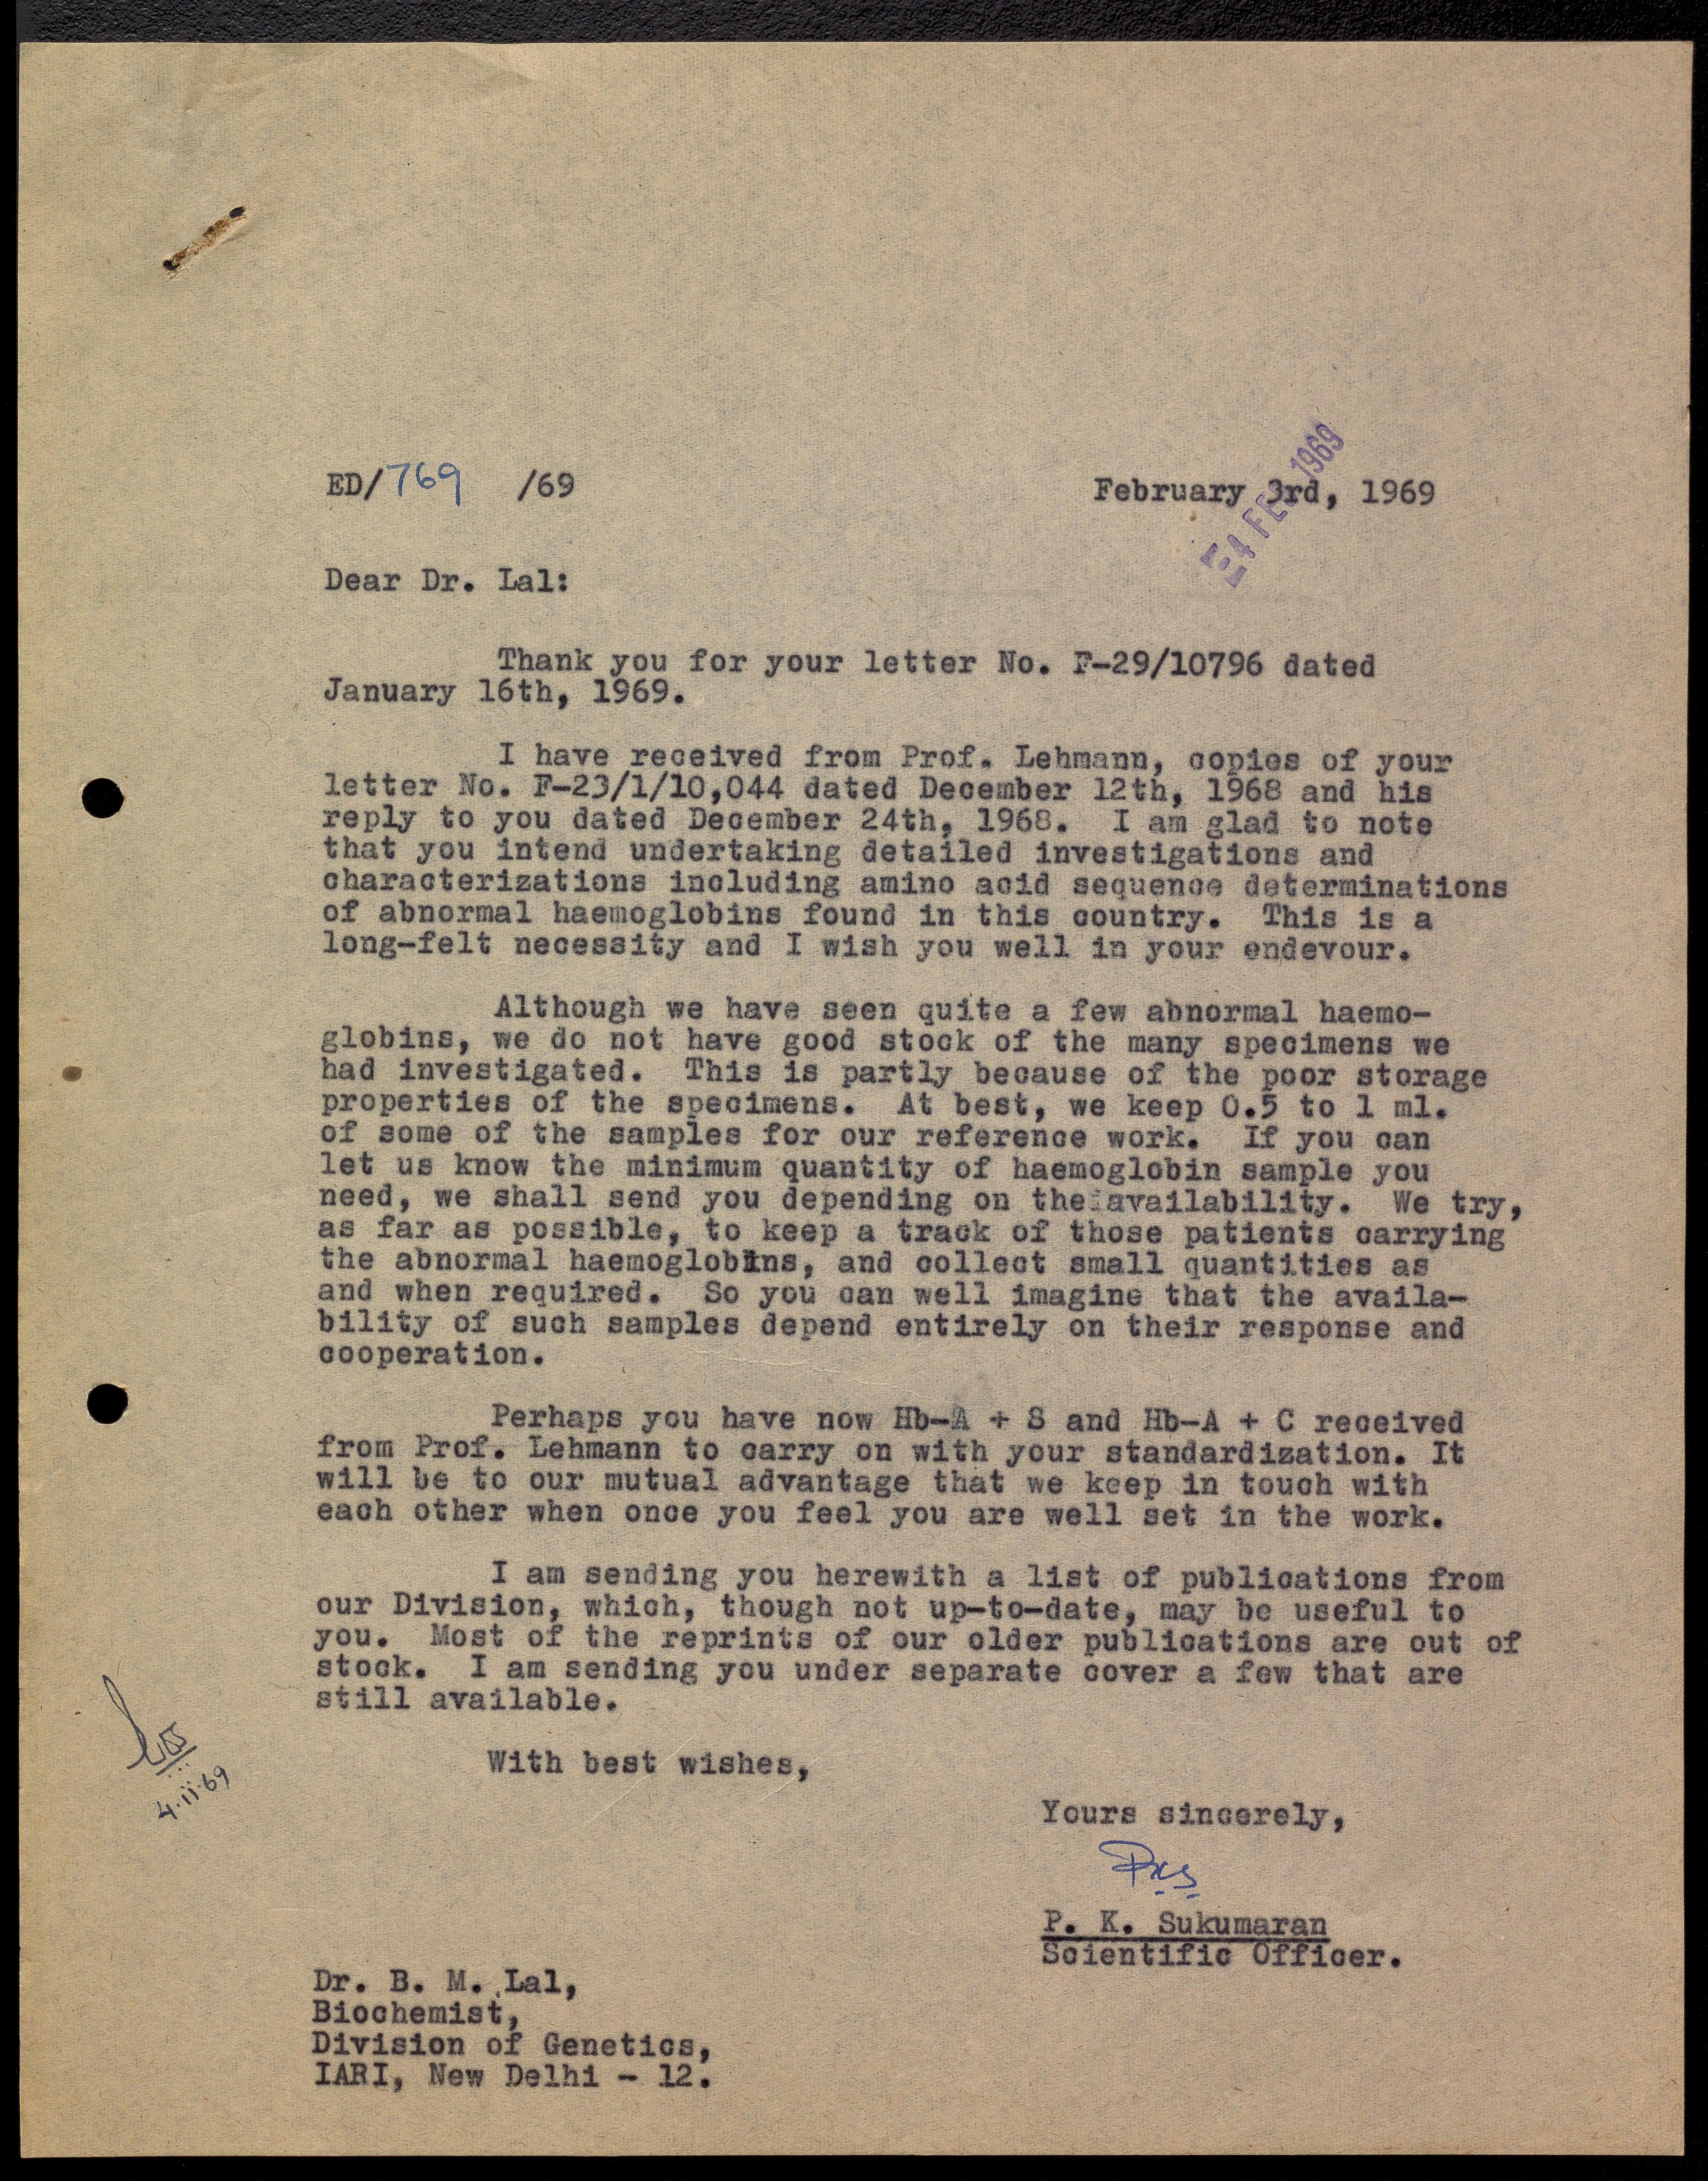 ED/769 /69
February 3rd, 1969
4 FEB 1969
Dear Dr. Lal:
Thank you for your letter No. F-29/10796 dated
January 16th, 1969.
I have received from Prof. Lehmann, copies of your
letter No. F-23/1/10,044 dated December 12th, 1968 and his
reply to you dated December 24th, 1968. I am glad to note
that you intend undertaking detailed investigations and
characterizations including amino acid sequence determinations
of abnormal haemoglobins found in this country. This is a
long-felt necessity and I wish you well in your endevour.
Although we have seen quite a few abnormal haemo-
globins, we do not have good stock of the many specimens we
had investigated. This is partly because of the poor storage
properties of the specimens. At best, we keep 0.5 to 1 ml.
of some of the samples for our reference work. If you can
let us know the minimum quantity of haemoglobin sample you
need, we shall send you depending on the availability. We try,
as far as possible, to keep a track of those patients carrying
the abnormal haemoglobins, and collect small quantities as
and when required. So you can well imagine that the availa-
bility of such samples depend entirely on their response and
cooperation.
Perhaps you have now Hb-A + S and Hb-A + C received
from Prof. Lehmann to carry on with your standardization. It
will be to our mutual advantage that we keep in touch with
each other when once you feel you are well set in the work.
I am sending you herewith a list of publications from
our Division, which, though not up-to-date, may be useful to
you. Most of the reprints of our older publications are out of
stock. I am sending you under separate cover a few that are
still available.
With best wishes,
4.ii.69
Yours sincerely,
PKS
P. K. Sukumaran
Scientific Officer.
Dr. B. M. Lal,
Biochemist,
Division of Genetics,
IARI, New Delhi - 12.